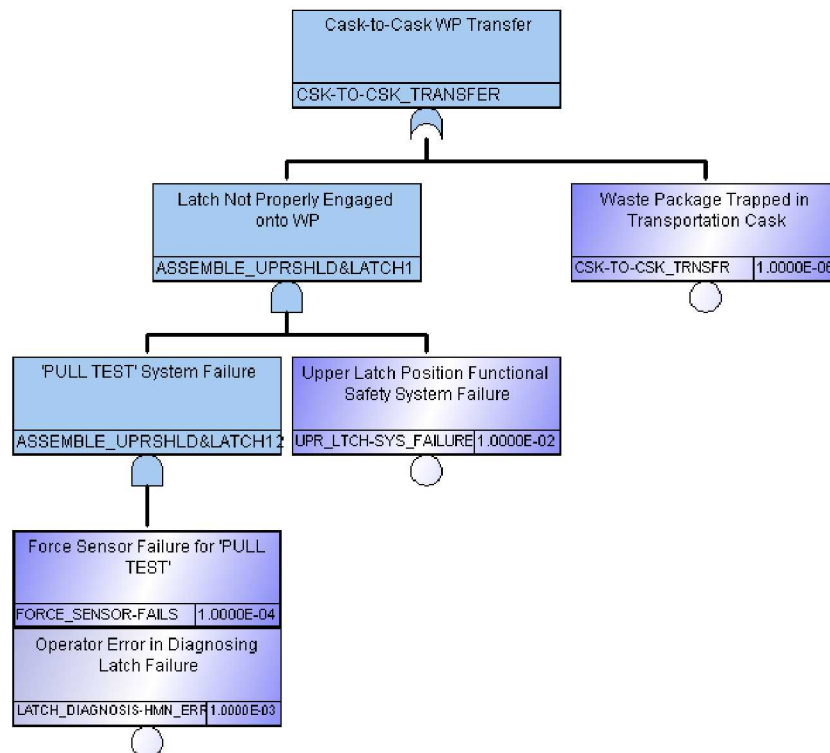 Cask-to-Cask WP Transfer
CSK-TO-CSK_TRANSFER
Latch Not Properly Engaged
onto WP
ASSEMBLE_UPRSHLD&LATCH1
Waste Package Trapped in
Transportation Cask
CSK-TO-CSK_TRNSFR 1.0000E-06
'PULL TEST' System Failure
ASSEMBLE_UPRSHLD&LATCH12
Upper Latch Position Functional
Safety System Failure
UPR_LTCH-SYS_FAILURE 1.0000E-02
Force Sensor Failure for 'PULL
TEST'
FORCE_SENSOR-FAILS 1.0000E-04
Operator Error in Diagnosing
Latch Failure
LATCH_DIAGNOSIS-HMN_ERR 1.0000E-03